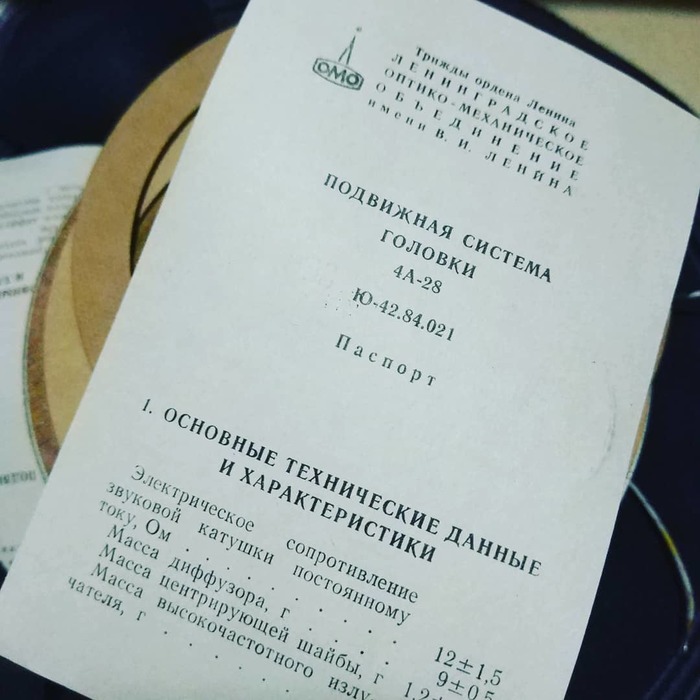 ОМО
Трижды ордена Ленина
ЛЕНИНГРАДСКОЕ
ОПТИКО-МЕХАНИЧЕСКОЕ
ОБЪЕДИНЕНИЕ
имени В. И. ЛЕНИНА
ПОДВИЖНАЯ СИСТЕМА
ГОЛОВКИ
4А-28
Ю-42.84.021
Паспорт
1. ОСНОВНЫЕ ТЕХНИЧЕСКИЕ ДАННЫЕ
И ХАРАКТЕРИСТИКИ
Электрическое сопротивление
звуковой катушки постоянному
току, Ом . . . . . . . . 12±1,5
Масса диффузора, г . . . . 9±0,5
Масса центрирующей шайбы, г 1,2±
Масса высокочастотного излу-
чателя, г . . . . .